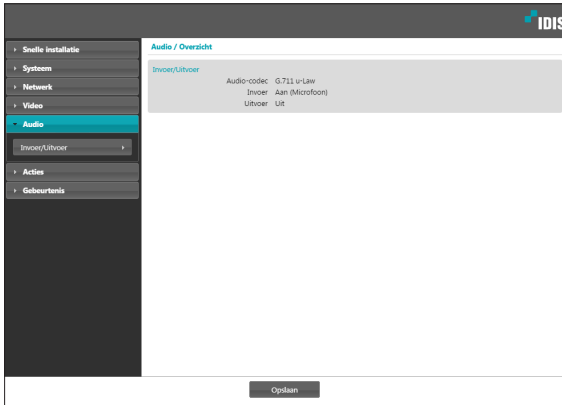 IDIS
Snelle installatie
Systeem
Netwerk
Video
Audio
Invoer/Uitvoer
Acties
Gebeurtenis
Audio / Overzicht
Invoer/Uitvoer
Audio-codec G.711 u-Law
Invoer Aan (Microfoon)
Uitvoer Uit
Opslaan